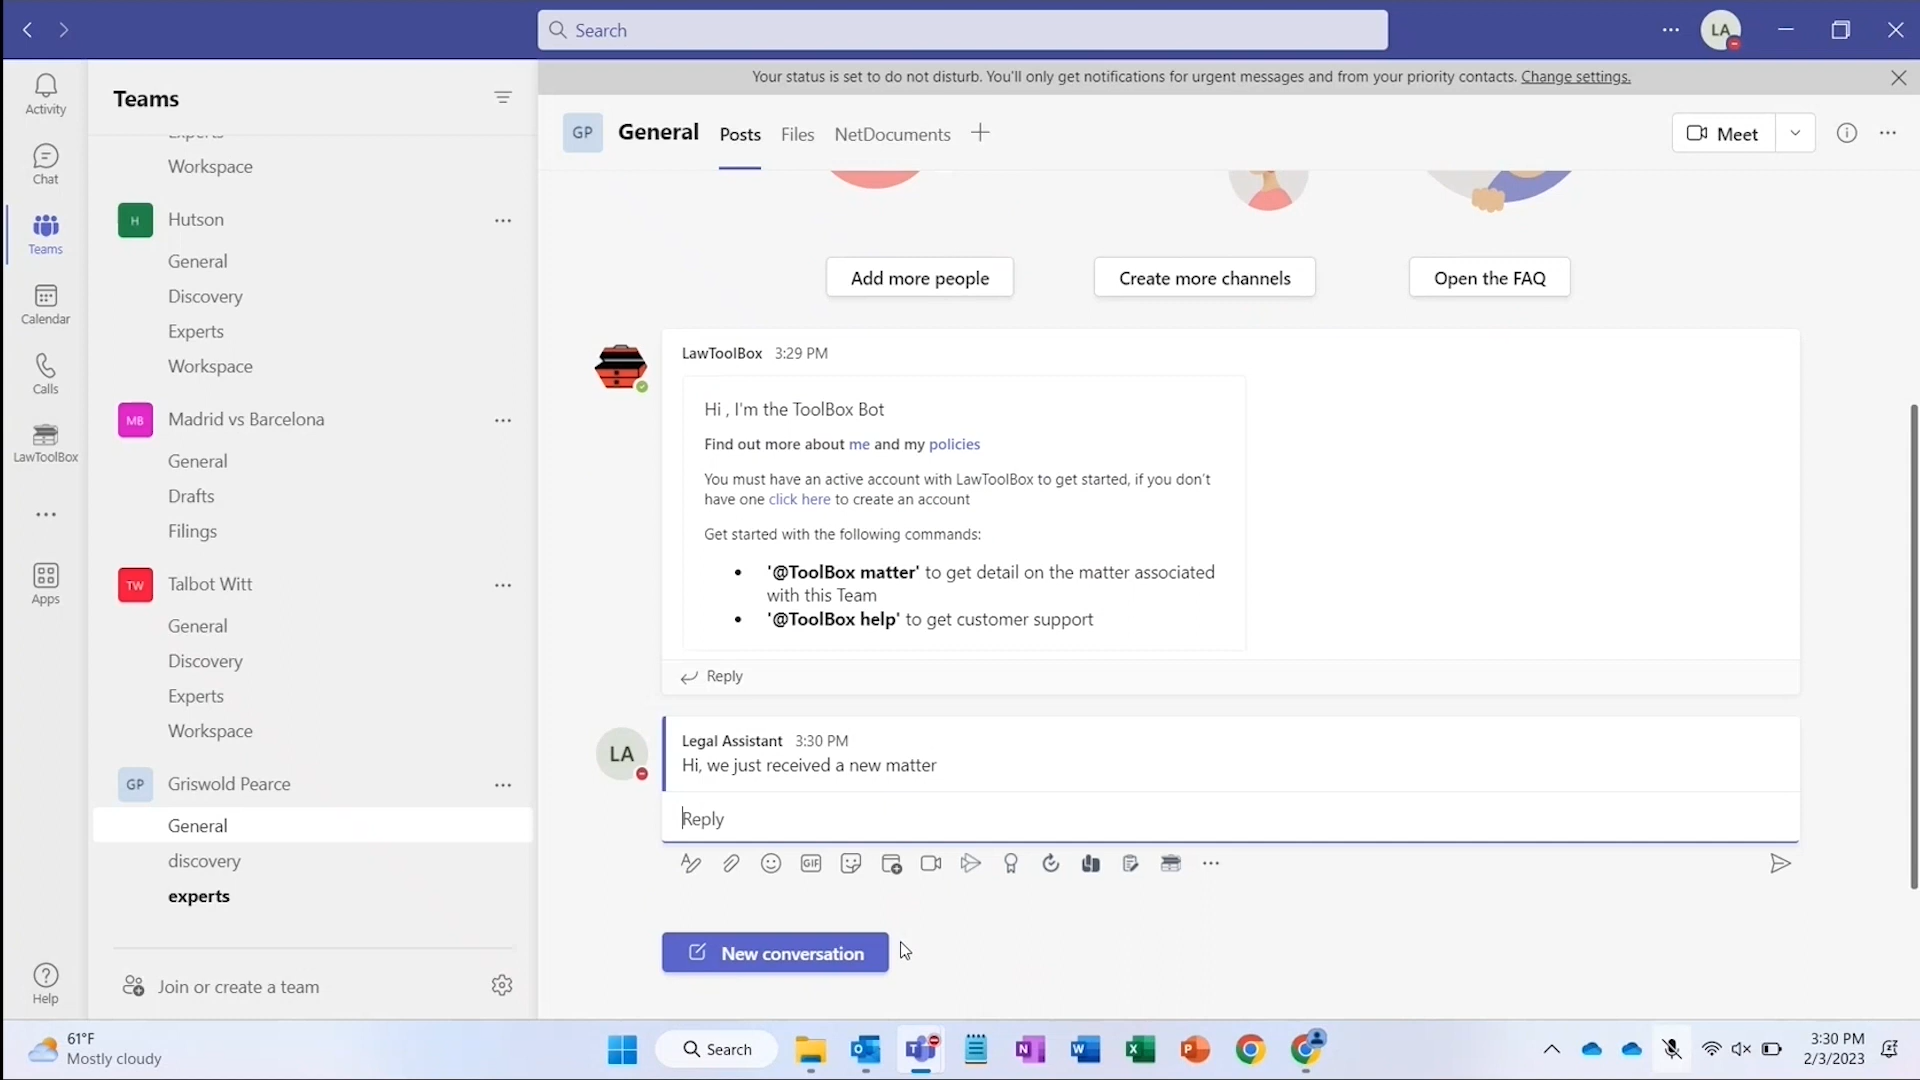 Search
LA
Your status is set to do not disturb. You'll only get notifications for urgent messages and from your priority contacts. Change settings.
Activity
Chat
Teams
Calendar
Calls
LawToolBox
Apps
Help
Teams
Experts
Workspace
H Hutson
General
Discovery
Experts
Workspace
MB Madrid vs Barcelona
General
Drafts
Filings
TW Talbot Witt
General
Discovery
Experts
Workspace
GP Griswold Pearce
General
discovery
experts
Join or create a team
GP General Posts Files NetDocuments
Meet
Add more people
Create more channels
Open the FAQ
LawToolBox 3:29 PM
Hi , I'm the ToolBox Bot
Find out more about me and my policies
You must have an active account with LawToolBox to get started, if you don't
have one click here to create an account
Get started with the following commands:
• '@ToolBox matter' to get detail on the matter associated
with this Team
• '@ToolBox help' to get customer support
Reply
LA
Legal Assistant 3:30 PM
Hi, we just received a new matter
Reply
GIF
New conversation
61°F
Mostly cloudy
Search
3:30 PM
2/3/2023